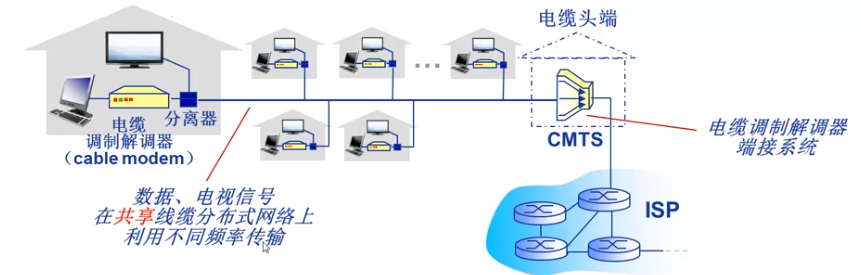 电缆头端
分离器
电缆
调制解调器
（cable modem）
CMTS
电缆调制解调器
端接系统
数据、电视信号
在共享线缆分布式网络上
利用不同频率传输
ISP